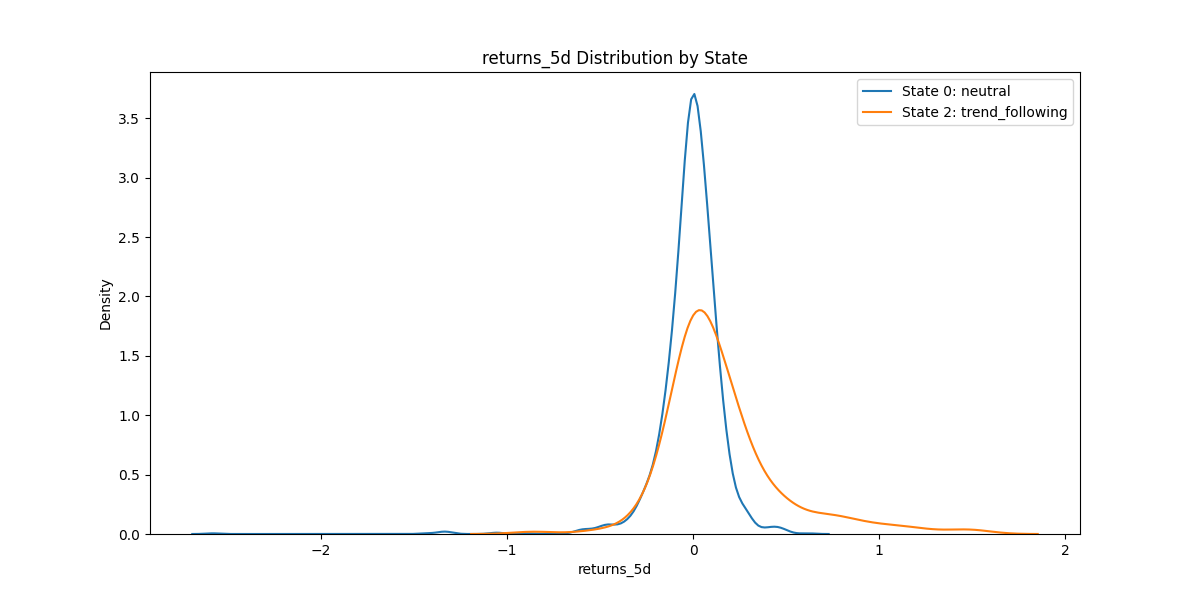 returns_5d Distribution by State
State 0: neutral
State 2: trend_following
Density
3.5
3.0
2.5
2.0
1.5
1.0
0.5
0.0
−2
−1
0
1
2
returns_5d